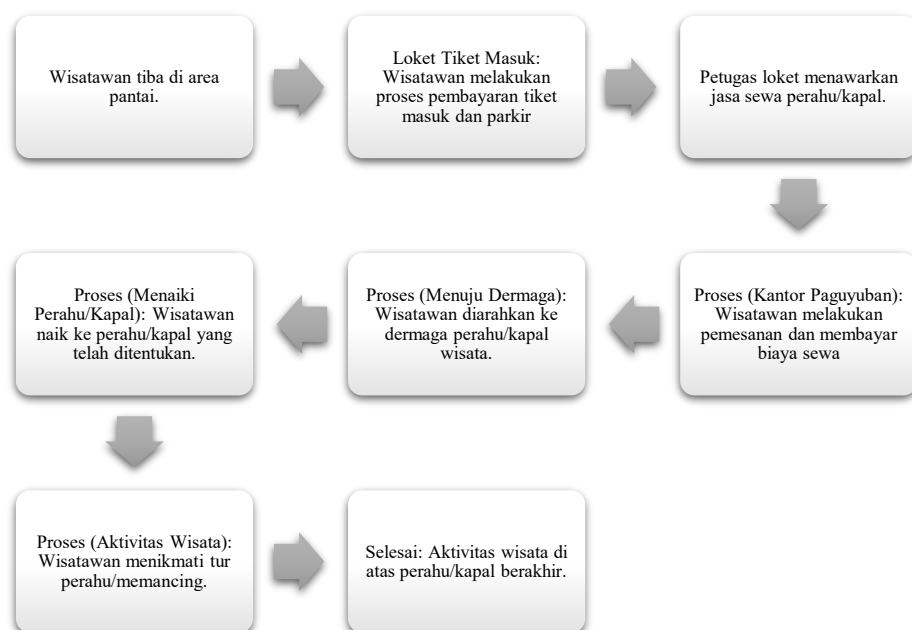 Wisatawan tiba di area
pantai.
Loket Tiket Masuk:
Wisatawan melakukan
proses pembayaran tiket
masuk dan parkir
Petugas loket menawarkan
jasa sewa perahu/kapal.
Proses (Kantor Paguyuban):
Wisatawan melakukan
pemesanan dan membayar
biaya sewa
Proses (Menuju Dermaga):
Wisatawan diarahkan ke
dermaga perahu/kapal
wisata.
Proses (Menaiki
Perahu/Kapal): Wisatawan
naik ke perahu/kapal yang
telah ditentukan.
Proses (Aktivitas Wisata):
Wisatawan menikmati tur
perahu/memancing.
Selesai: Aktivitas wisata di
atas perahu/kapal berakhir.